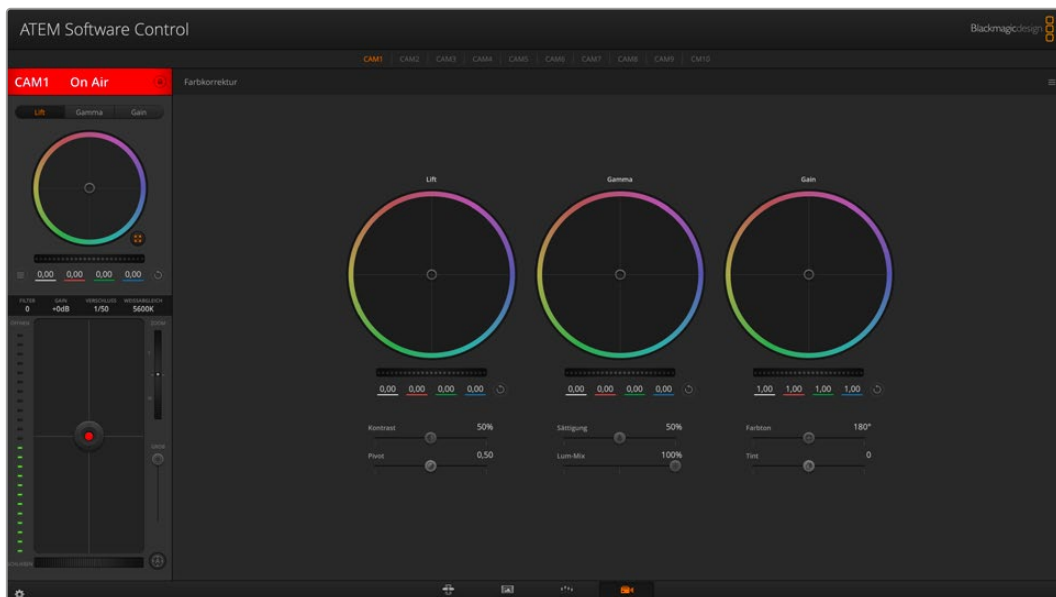 ATEM Software Control
Blackmagicdesign
CAM1 CAM2 CAM3 CAM4 CAM5 CAM6 CAM7 CAM8 CAM9 CM10
CAM1 On Air
Farbkorrektur
Lift Gamma Gain
Lift Gamma Gain
0,00 0,00 0,00 0,00
FILTER GAIN VERSCHLUSS WEISSABGLEICH
0 +0dB 1/50 5600K
ZOOM
0,00 0,00 0,00 0,00
0,00 0,00 0,00 0,00
1,00 1,00 1,00 1,00
Kontrast 50%
Sättigung 50%
Farbton 180°
Pivot 0,50
Lum-Mix 100%
Tint 0